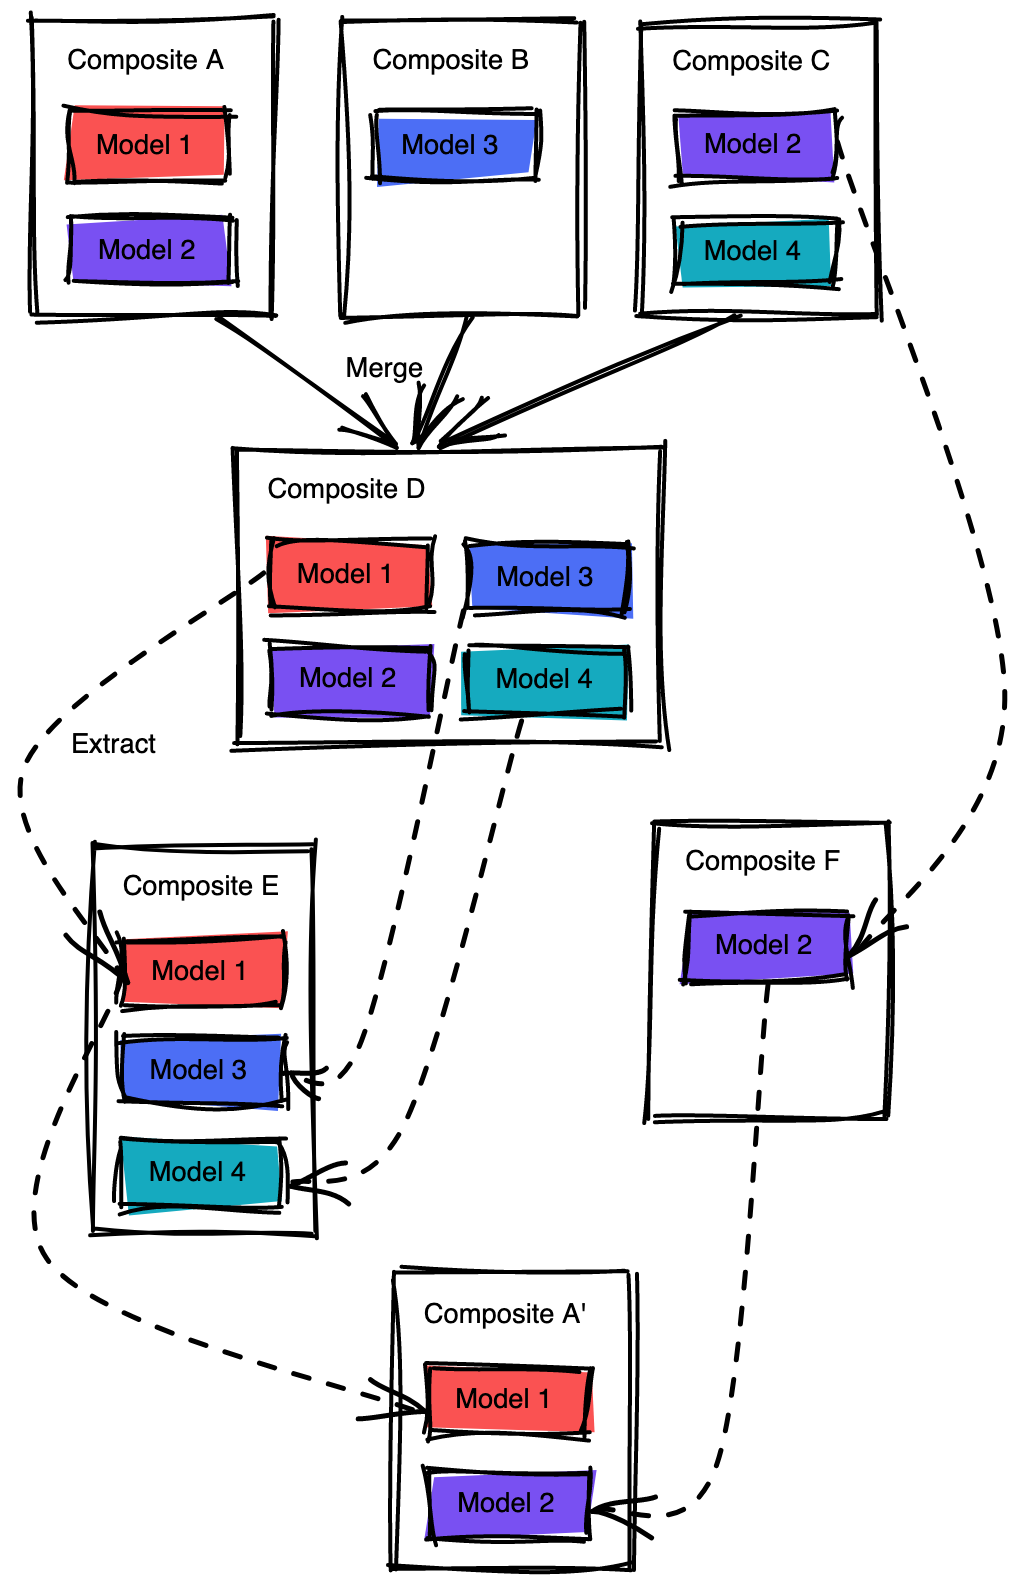 Composite A
Model 1
Model 2
Composite B
Model 3
Composite C
Model 2
Model 4
Merge
Composite D
Model 1
Model 3
Model 2
Model 4
Extract
Composite E
Model 1
Model 3
Model 4
Composite F
Model 2
Composite A'
Model 1
Model 2